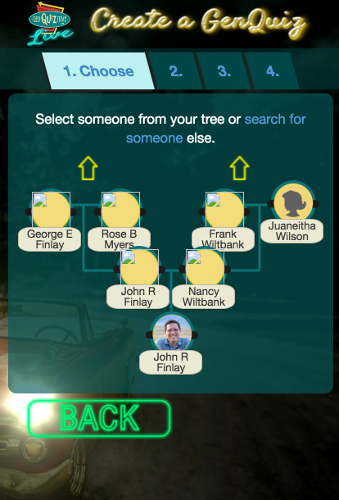 GENQUIZITIVE
Live
Create a GenQuiz
1. Choose
2.
3.
4.
Select someone from your tree or search for
someone else.
George E
Finlay
Rose B
Myers
Frank
Wiltbank
Juaneitha
Wilson
John R
Finlay
Nancy
Wiltbank
John R
Finlay
BACK